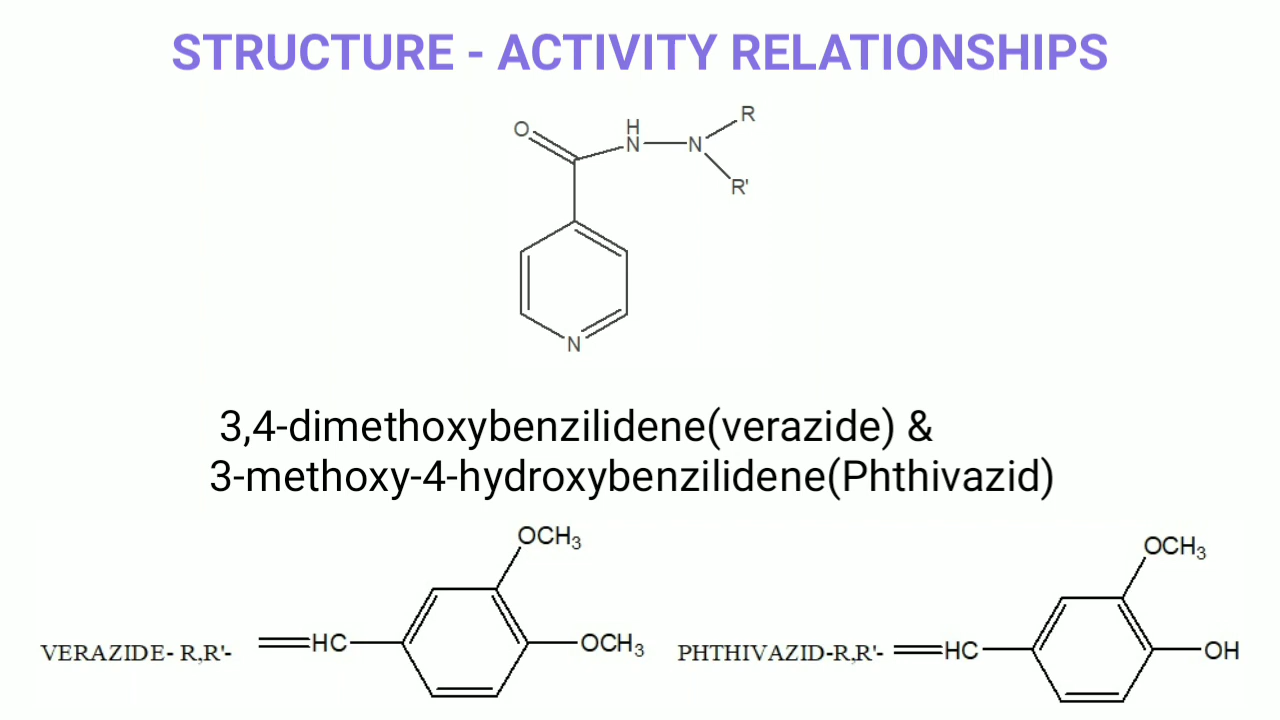 STRUCTURE - ACTIVITY RELATIONSHIPS
O
H
N
N
R
R'
N
3,4-dimethoxybenzilidene(verazide) &
3-methoxy-4-hydroxybenzilidene(Phthivazid)
OCH3
VERAZIDE- R,R'-
HC
OCH3
OCH3
PHTHIVAZID-R,R'-
HC
OH